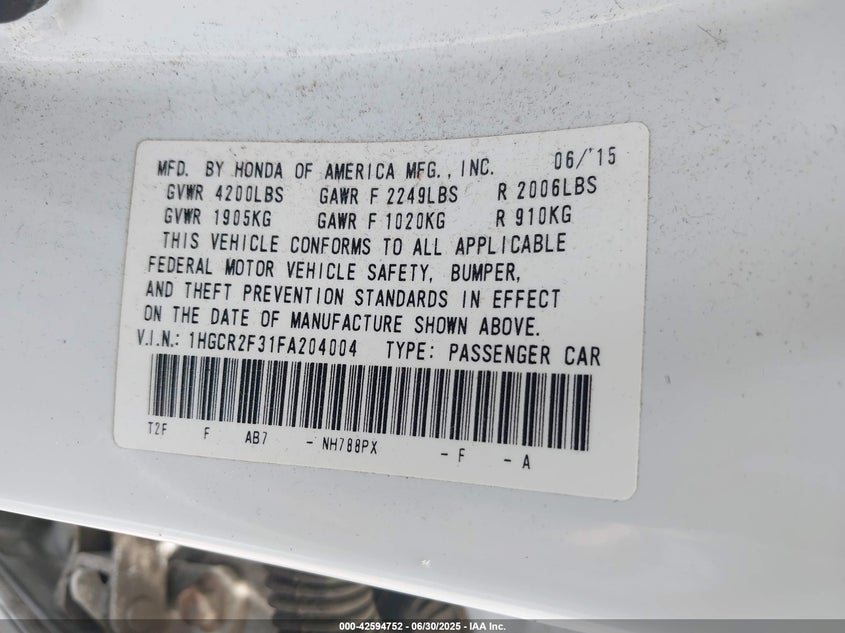 MFD. BY HONDA OF AMERICA MFG., INC. 06/'15
GVWR 4200LBS GAWR F 2249LBS R 2006LBS
GVWR 1905KG GAWR F 1020KG R 910KG
THIS VEHICLE CONFORMS TO ALL APPLICABLE
FEDERAL MOTOR VEHICLE SAFETY, BUMPER,
AND THEFT PREVENTION STANDARDS IN EFFECT
ON THE DATE OF MANUFACTURE SHOWN ABOVE.
V.I.N.: 1HGCR2F31FA204004 TYPE: PASSENGER CAR
T2F F AB7 - NH788PX - F - A
000-42594752 - 06/30/2025 - IAA Inc.